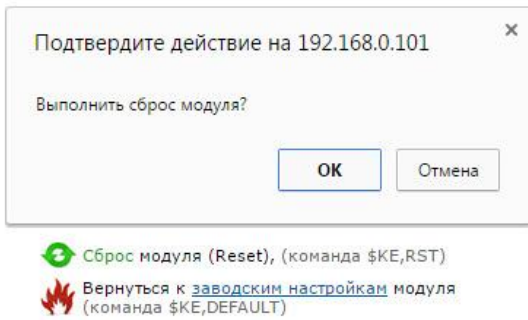 Подтвердите действие на 192.168.0.101
×
Выполнить сброс модуля?
ОК
Отмена
Сброс модуля (Reset), (команда $KE,RST)
Вернуться к заводским настройкам модуля
(команда $KE,DEFAULT)